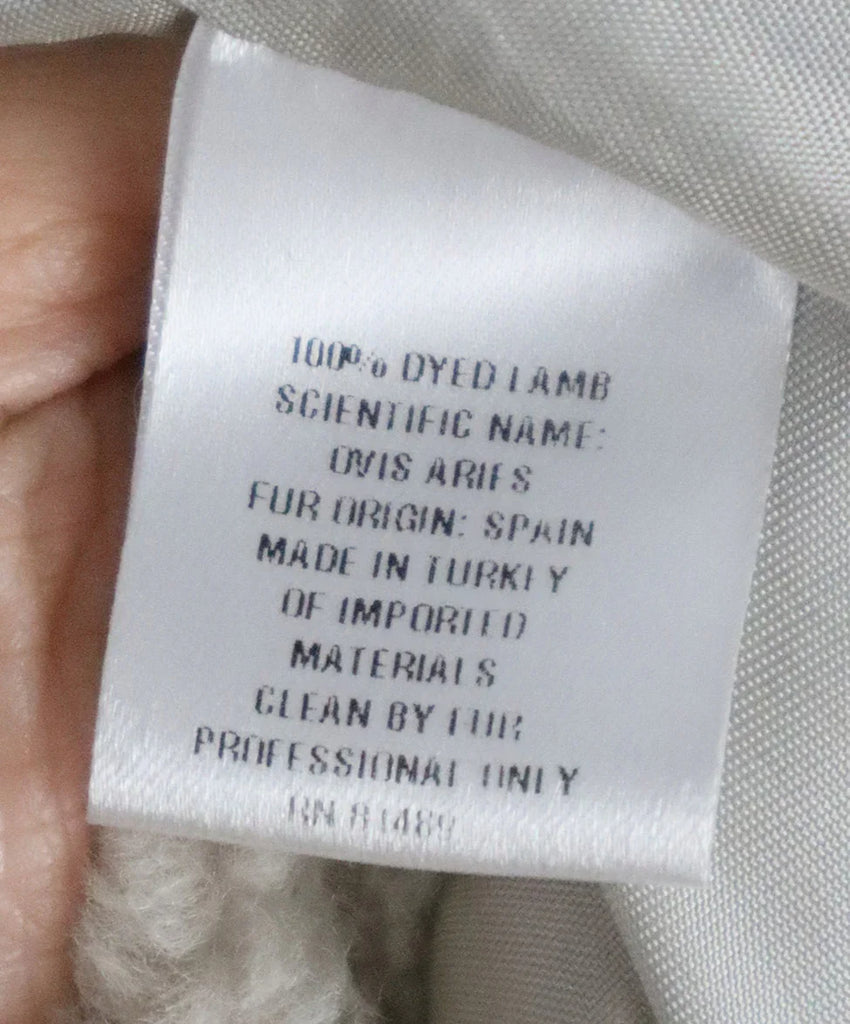 100% DYED LAMB
SCIENTIFIC NAME:
OVIS ARIES
FUR ORIGIN: SPAIN
MADE IN TURKEY
OF IMPORTED
MATERIALS
CLEAN BY FUR
PROFESSIONAL ONLY
RN